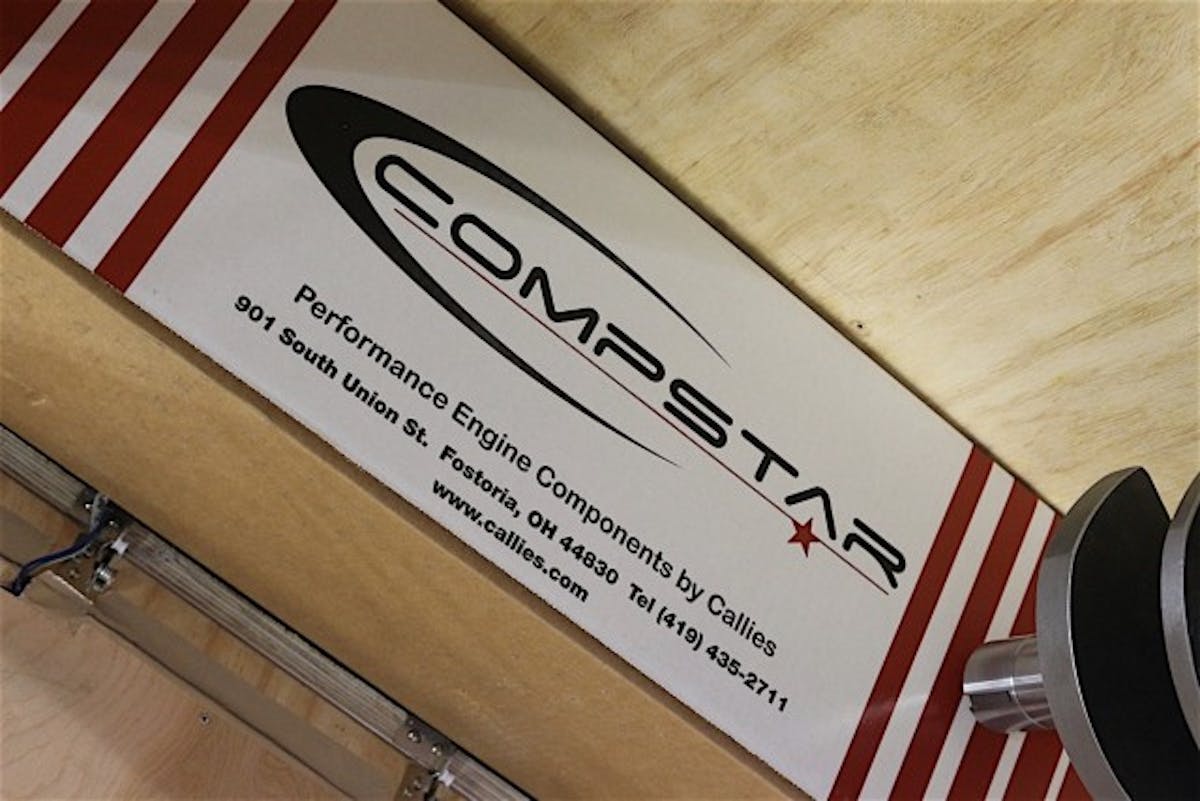 COMPSTAR
Performance Engine Components by Callies
901 South Union St. Fostoria, OH 44830 Tel (419) 435-2711
www.callies.com